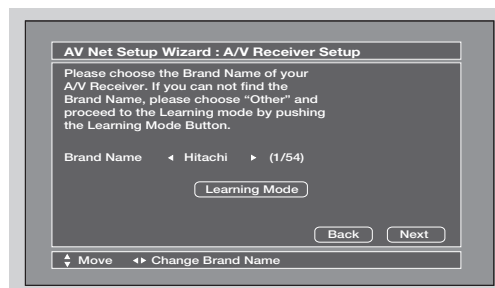 AV Net Setup Wizard : A/V Receiver Setup
Please choose the Brand Name of your
A/V Receiver. If you can not find the
Brand Name, please choose “Other” and
proceed to the Learning mode by pushing
the Learning Mode Button.
Brand Name ◄ Hitachi ► (1/54)
Learning Mode
Back Next
Move Change Brand Name